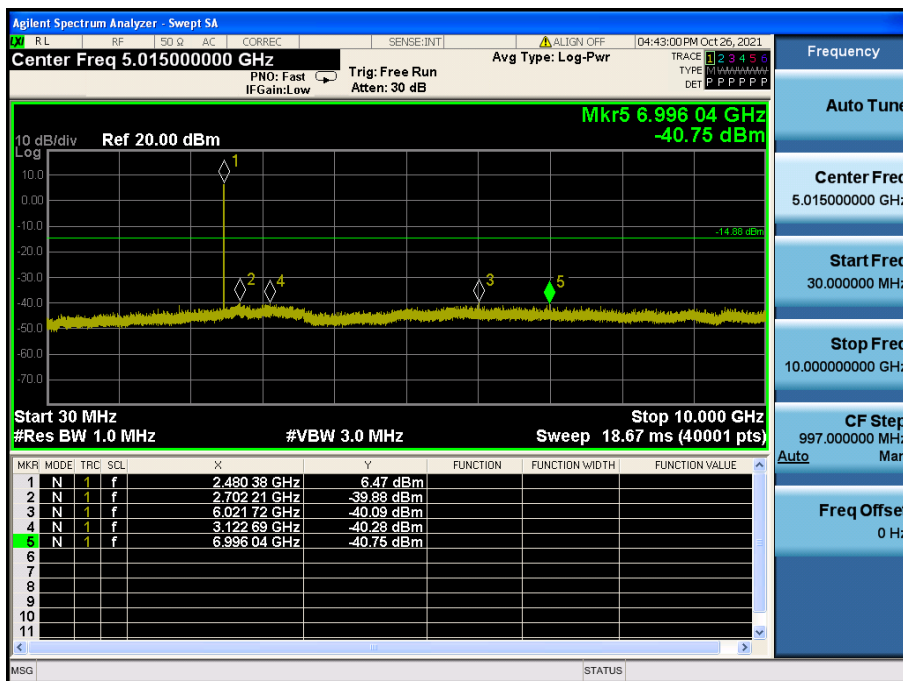 Agilent Spectrum Analyzer - Swept SA
LXI RL RF 50 Ω AC CORREC SENSE:INT ALIGN OFF 04:43:00 PM Oct 26, 2021
Center Freq 5.015000000 GHz
PNO: Fast
IFGain:Low
Trig: Free Run
Atten: 30 dB
Avg Type: Log-Pwr
TRACE 1 2 3 4 5 6
TYPE M WWWWW
DET P P P P P P
Mkr5 6.996 04 GHz
-40.75 dBm
10 dB/div Ref 20.00 dBm
Log
10.0
0.00
-10.0
-20.0
-30.0
-40.0
-50.0
-60.0
-70.0
1
2
4
3
5
-14.88 dBm
Start 30 MHz Stop 10.000 GHz
#Res BW 1.0 MHz #VBW 3.0 MHz Sweep 18.67 ms (40001 pts)
MKR MODE TRC SCL X Y FUNCTION FUNCTION WIDTH FUNCTION VALUE
1 N 1 f 2.480 38 GHz 6.47 dBm
2 N 1 f 2.702 21 GHz -39.88 dBm
3 N 1 f 6.021 72 GHz -40.09 dBm
4 N 1 f 3.122 69 GHz -40.28 dBm
5 N 1 f 6.996 04 GHz -40.75 dBm
6
7
8
9
10
11
MSG STATUS
Frequency
Auto Tune
Center Freq
5.015000000 GHz
Start Freq
30.000000 MHz
Stop Freq
10.000000000 GHz
CF Step
997.000000 MHz
Auto Man
Freq Offset
0 Hz